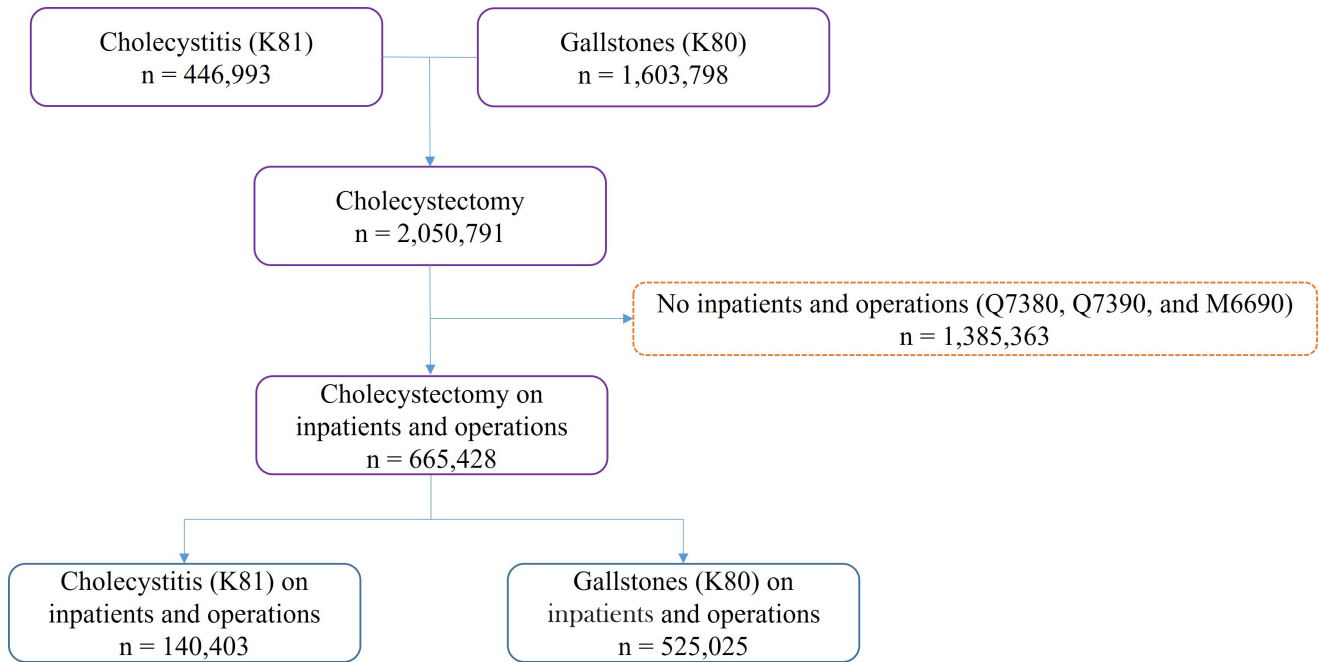 Cholecystitis (K81)
n = 446,993
Gallstones (K80)
n = 1,603,798
Cholecystectomy
n = 2,050,791
No inpatients and operations (Q7380, Q7390, and M6690)
n = 1,385,363
Cholecystectomy on
inpatients and operations
n = 665,428
Cholecystitis (K81) on
inpatients and operations
n = 140,403
Gallstones (K80) on
inpatients and operations
n = 525,025